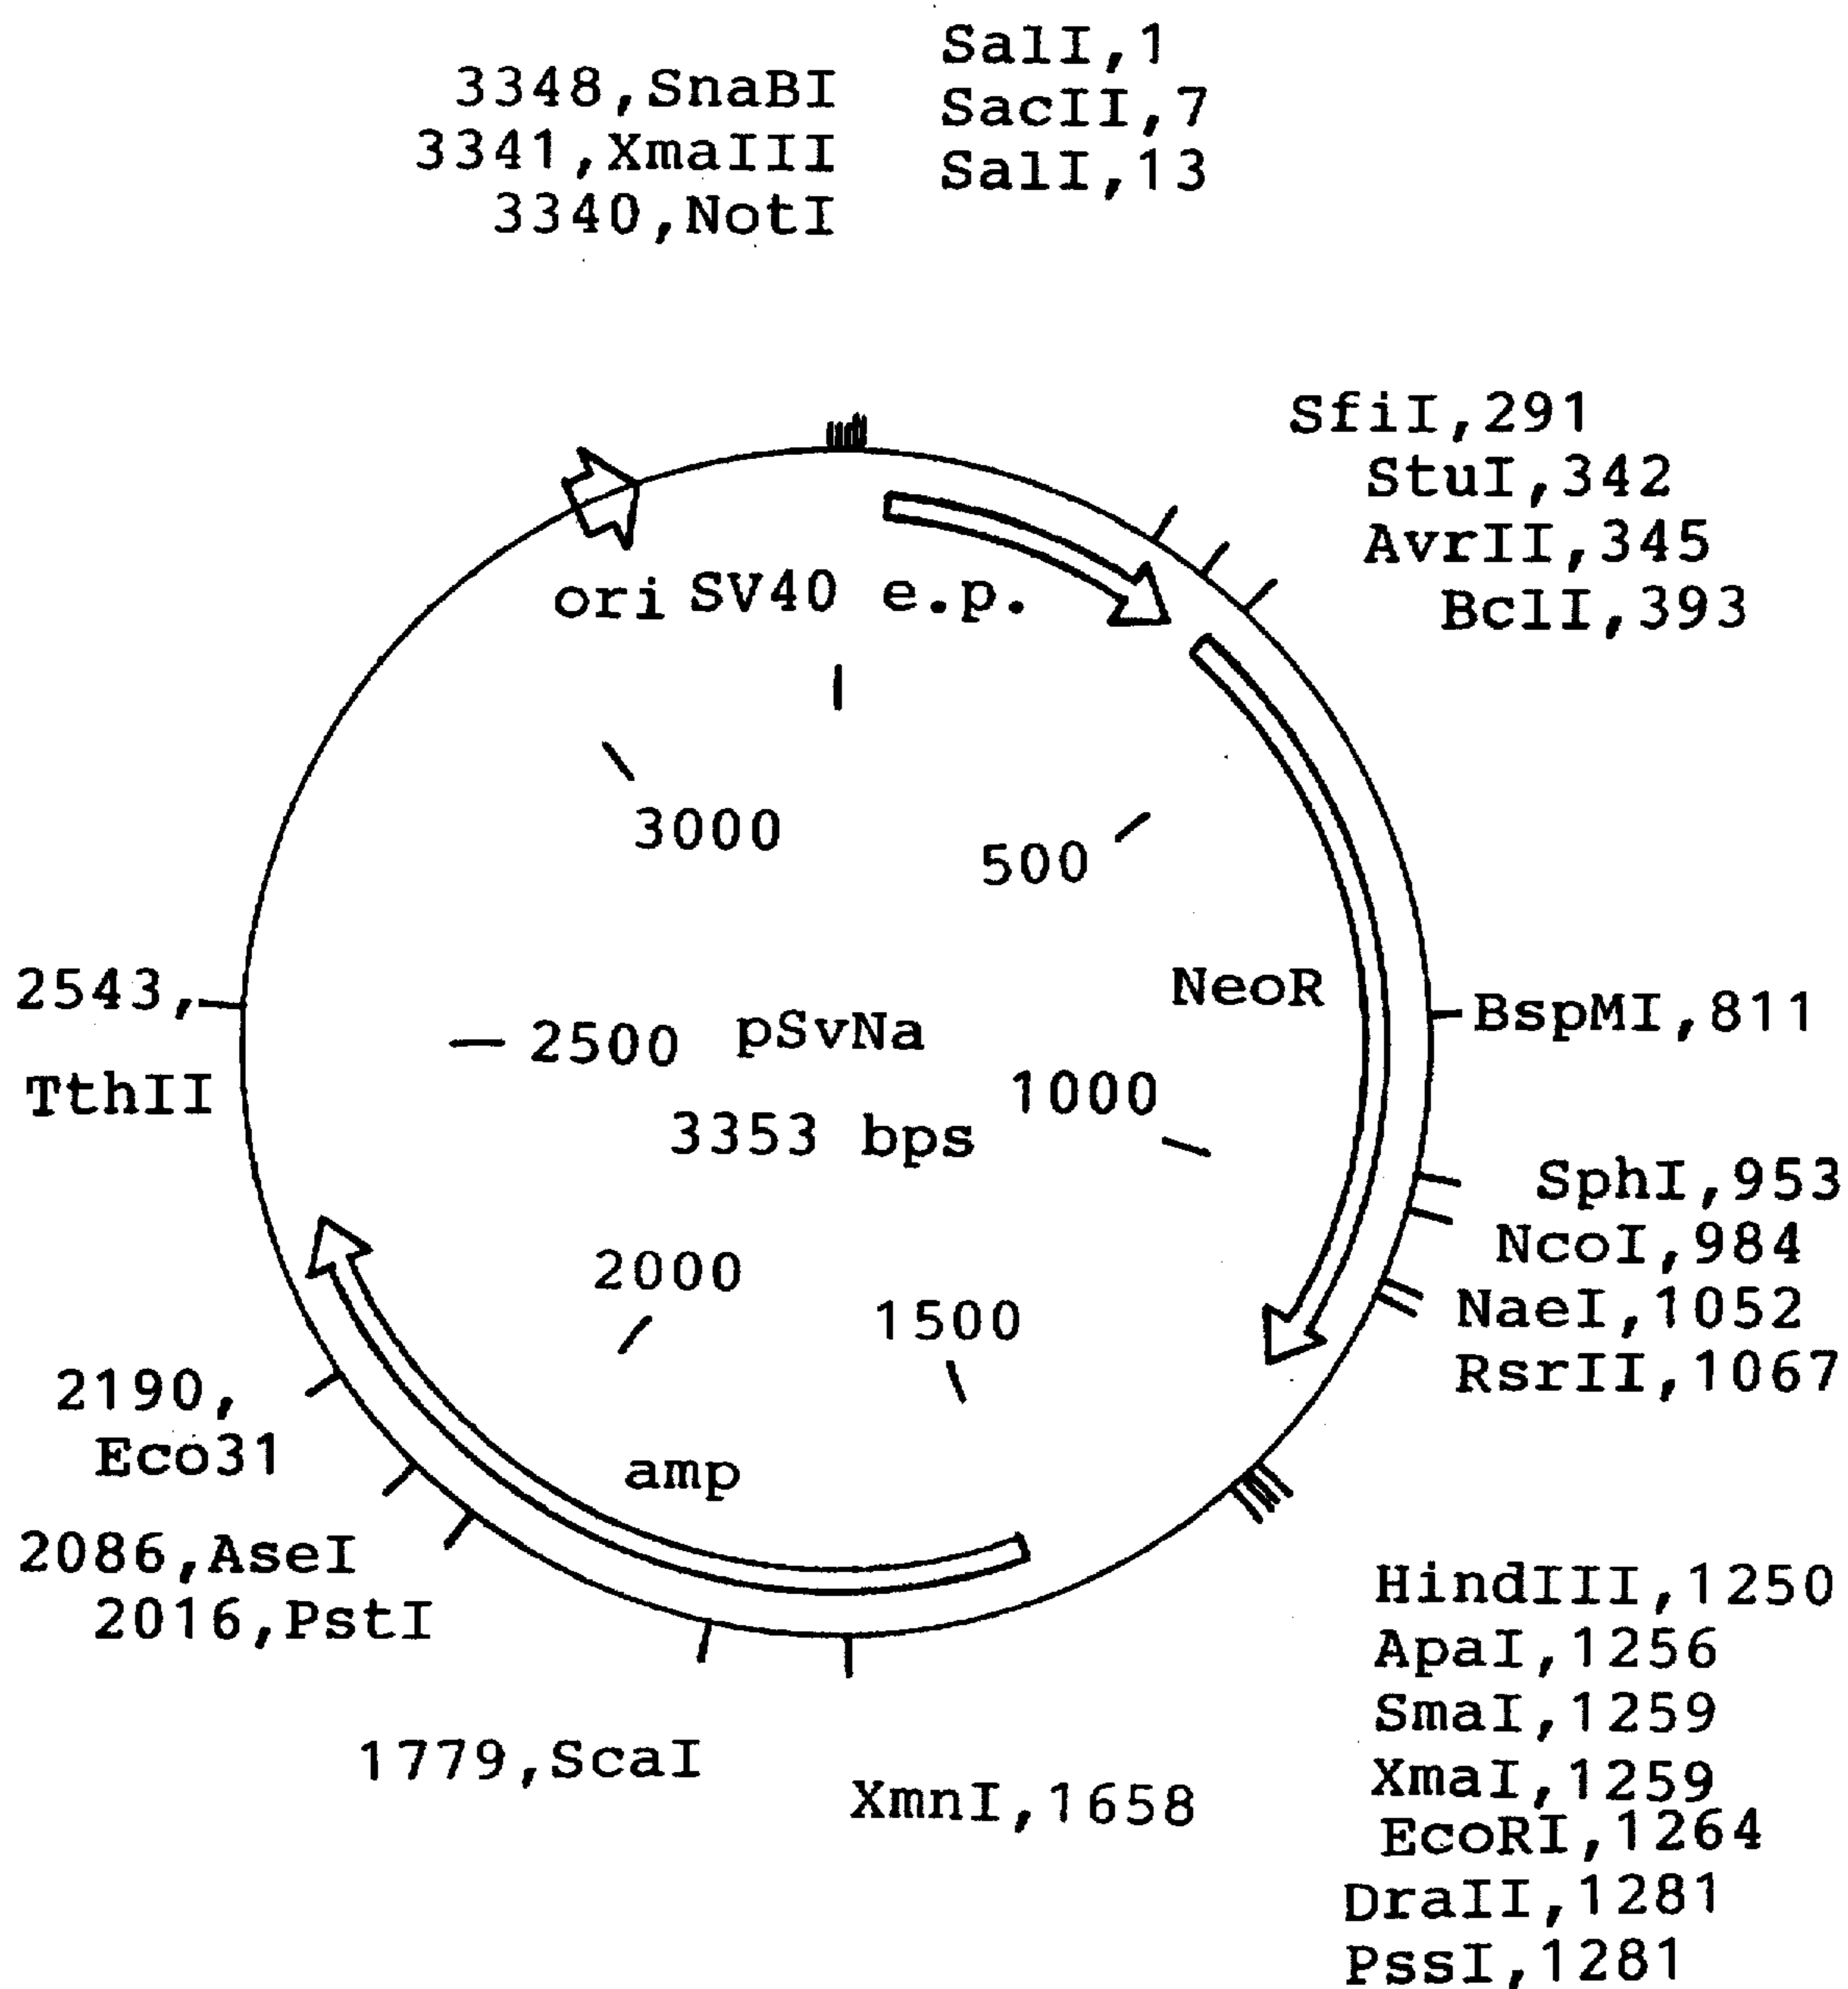 3348,SnaBI
3341,XmaIII
3340,NotI
SalI,1
SacII,7
SalI,13
SfiI,291
StuI,342
AvrII,345
BclI,393
ori
SV40 e.p.
3000
500
NeoR
BspMI,811
2543,
TthII
2500
pSvNa
3353 bps
1000
SphI,953
NcoI,984
NaeI,1052
RsrII,1067
2000
1500
2190,
Eco31
amp
2086,AseI
2016,PstI
1779,ScaI
XmnI,1658
HindIII,1250
ApaI,1256
SmaI,1259
XmaI,1259
EcoRI,1264
DraII,1281
PssI,1281